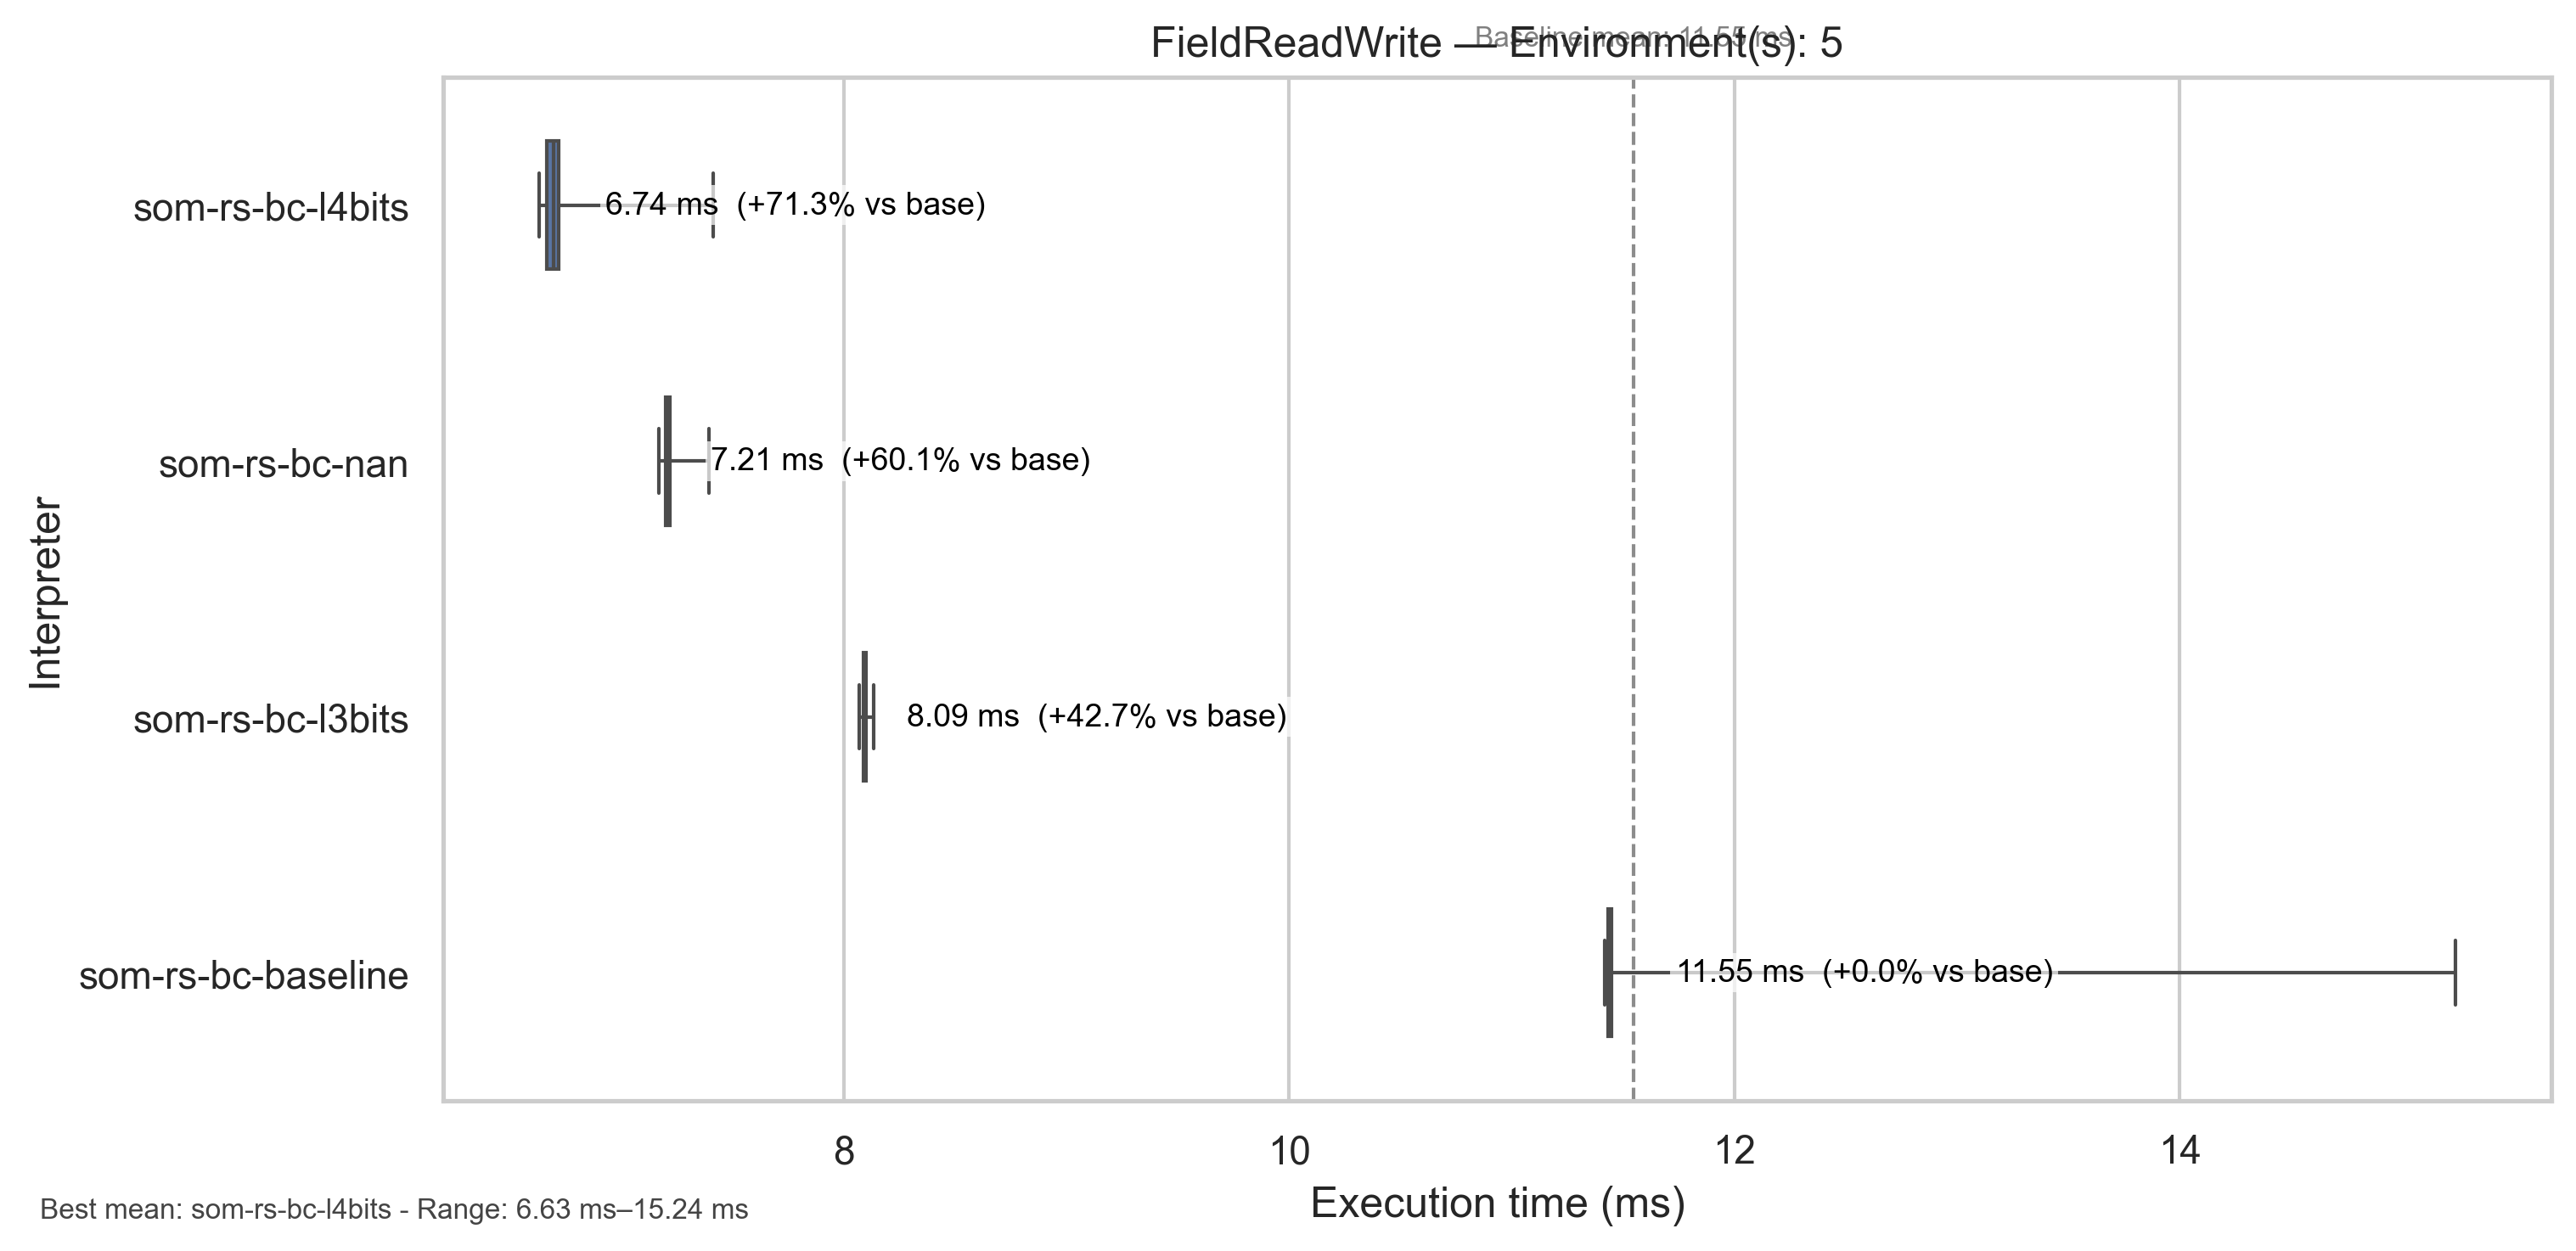 Baseline mean: 11.55 ms
FieldReadWrite — Environment(s): 5
som-rs-bc-l4bits
6.74 ms (+71.3% vs base)
som-rs-bc-nan
7.21 ms (+60.1% vs base)
Interpreter
som-rs-bc-l3bits
8.09 ms (+42.7% vs base)
som-rs-bc-baseline
11.55 ms (+0.0% vs base)
8 10 12 14
Execution time (ms)
Best mean: som-rs-bc-l4bits - Range: 6.63 ms–15.24 ms